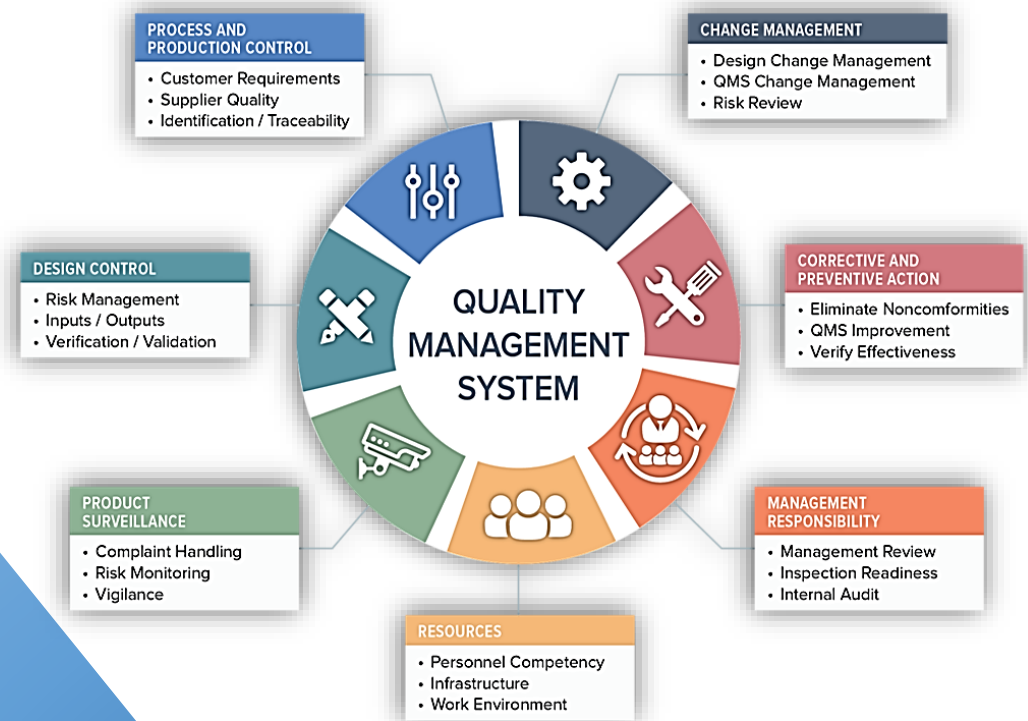 PROCESS AND
PRODUCTION CONTROL
• Customer Requirements
• Supplier Quality
• Identification / Traceability
CHANGE MANAGEMENT
• Design Change Management
• QMS Change Management
• Risk Review
DESIGN CONTROL
• Risk Management
• Inputs / Outputs
• Verification / Validation
QUALITY
MANAGEMENT
SYSTEM
CORRECTIVE AND
PREVENTIVE ACTION
• Eliminate Noncomformities
• QMS Improvement
• Verify Effectiveness
PRODUCT
SURVEILLANCE
• Complaint Handling
• Risk Monitoring
• Vigilance
MANAGEMENT
RESPONSIBILITY
• Management Review
• Inspection Readiness
• Internal Audit
RESOURCES
• Personnel Competency
• Infrastructure
• Work Environment